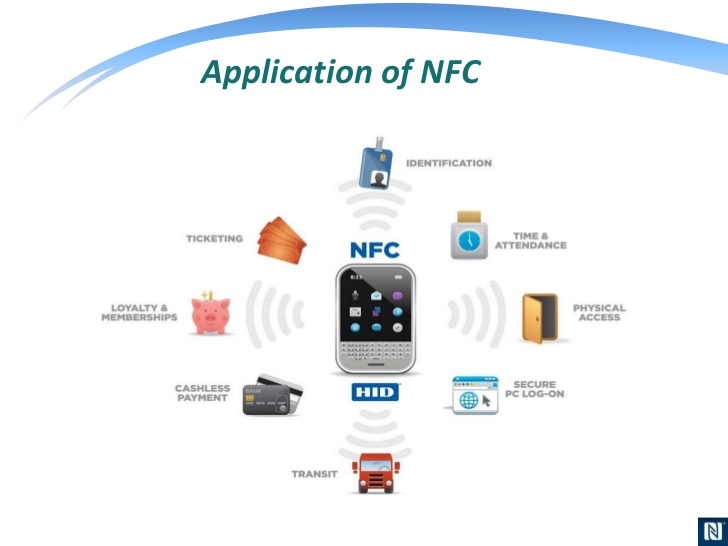 Application of NFC
IDENTIFICATION
TICKETING
TIME &
ATTENDANCE
NFC
LOYALTY &
MEMBERSHIPS
PHYSICAL
ACCESS
CASHLESS
PAYMENT
BANK
HID
SECURE
PC LOG-ON
TRANSIT